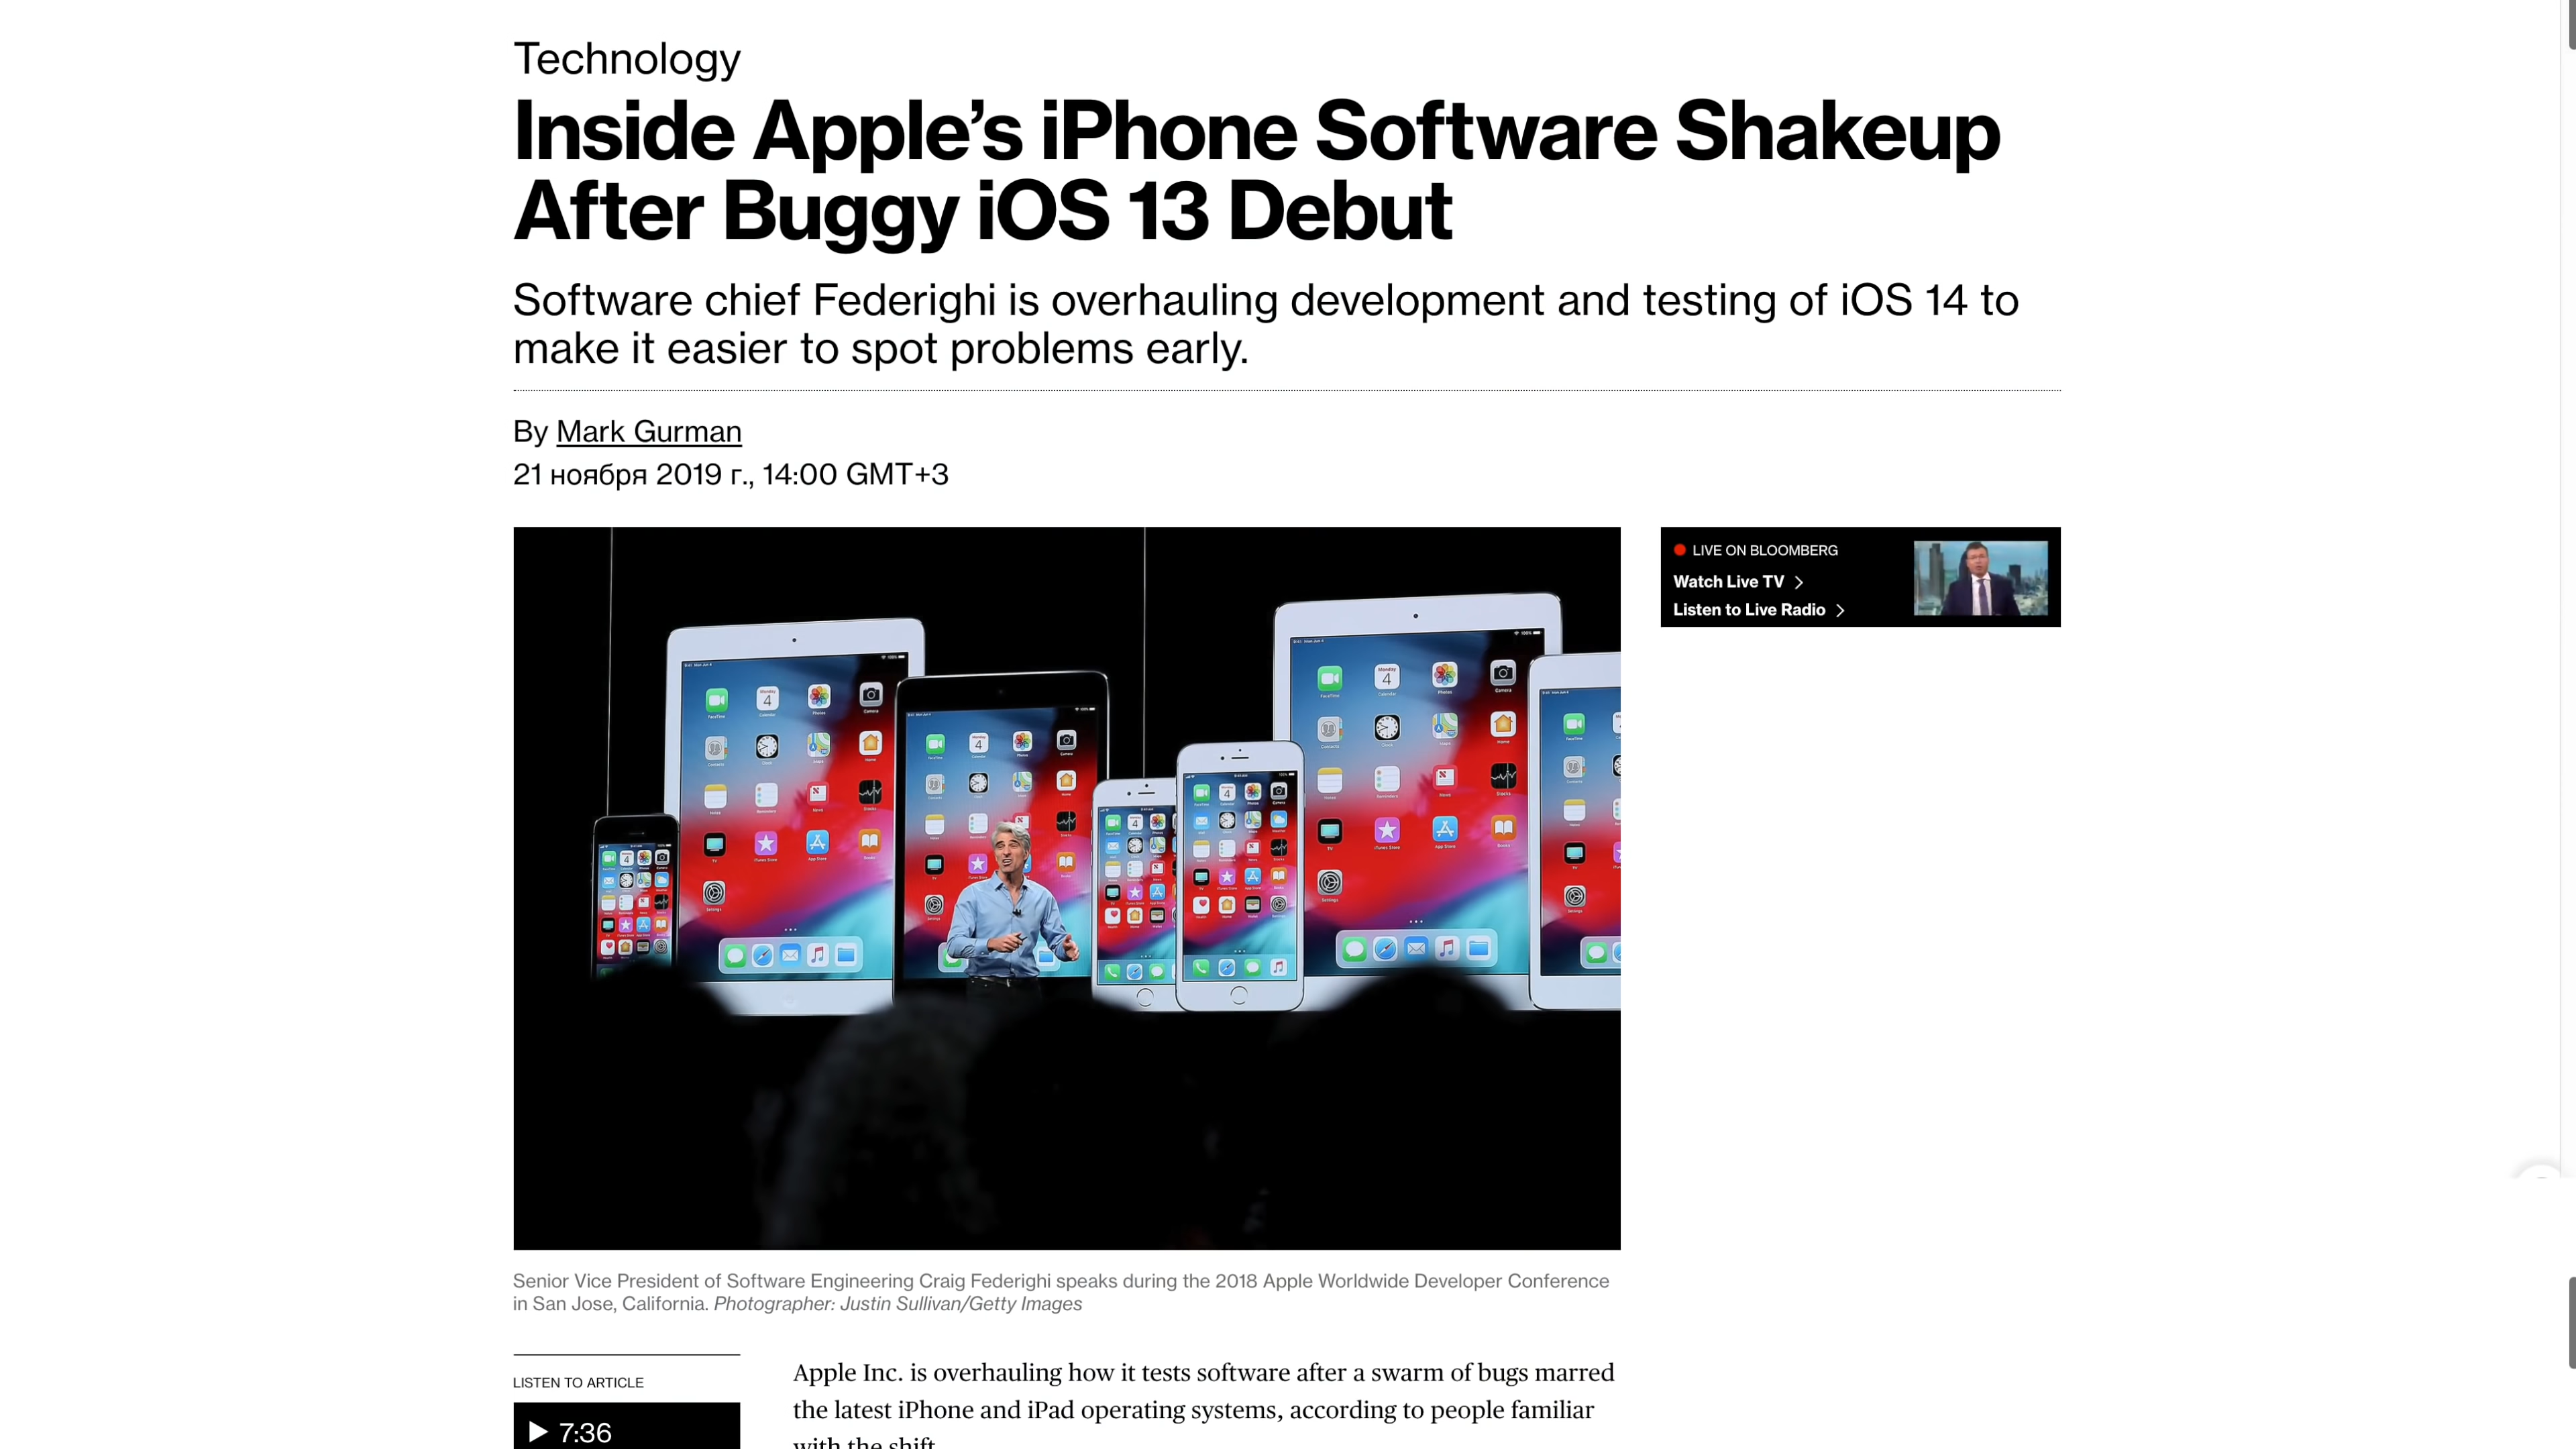 Technology
Inside Apple’s iPhone Software Shakeup
After Buggy iOS 13 Debut
Software chief Federighi is overhauling development and testing of iOS 14 to
make it easier to spot problems early.
By Mark Gurman
21 ноября 2019 г., 14:00 GMT+3
LIVE ON BLOOMBERG
Watch Live TV
Listen to Live Radio
Senior Vice President of Software Engineering Craig Federighi speaks during the 2018 Apple Worldwide Developer Conference
in San Jose, California. Photographer: Justin Sullivan/Getty Images
LISTEN TO ARTICLE
7:36
Apple Inc. is overhauling how it tests software after a swarm of bugs marred
the latest iPhone and iPad operating systems, according to people familiar
with the shift.